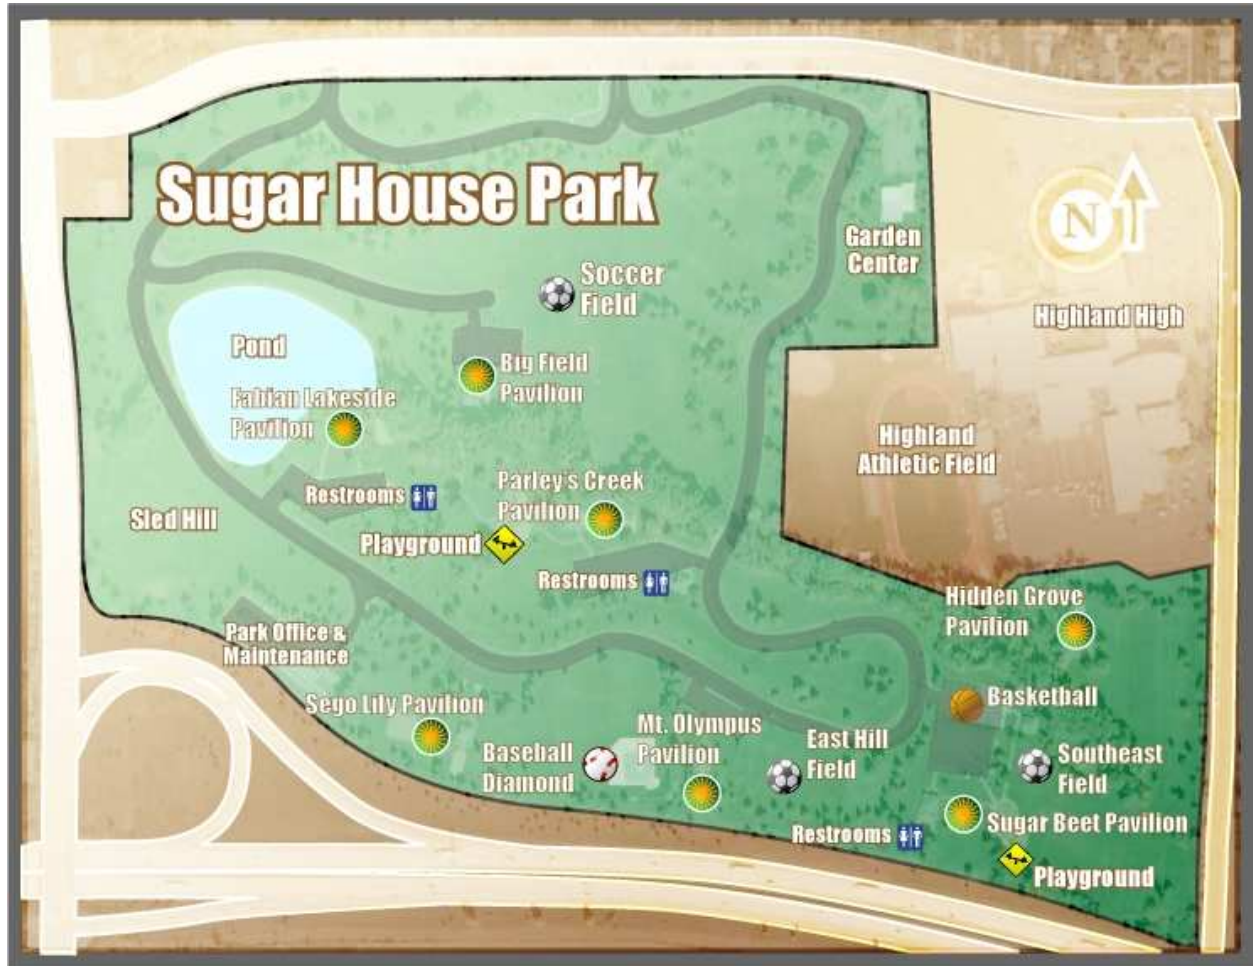 Sugar House Park
N
Garden
Center
Soccer
Field
Highland High
Pond
Big Field
Pavilion
Fabian Lakeside
Pavilion
Highland
Athletic Field
Parley's Creek
Pavilion
Restrooms
Sled Hill
Playground
Restrooms
Hidden Grove
Pavilion
Park Office &
Maintenance
Basketball
Sego Lily Pavilion
Mt. Olympus
Pavilion
East Hill
Field
Baseball
Diamond
Southeast
Field
Sugar Beet Pavilion
Restrooms
Playground